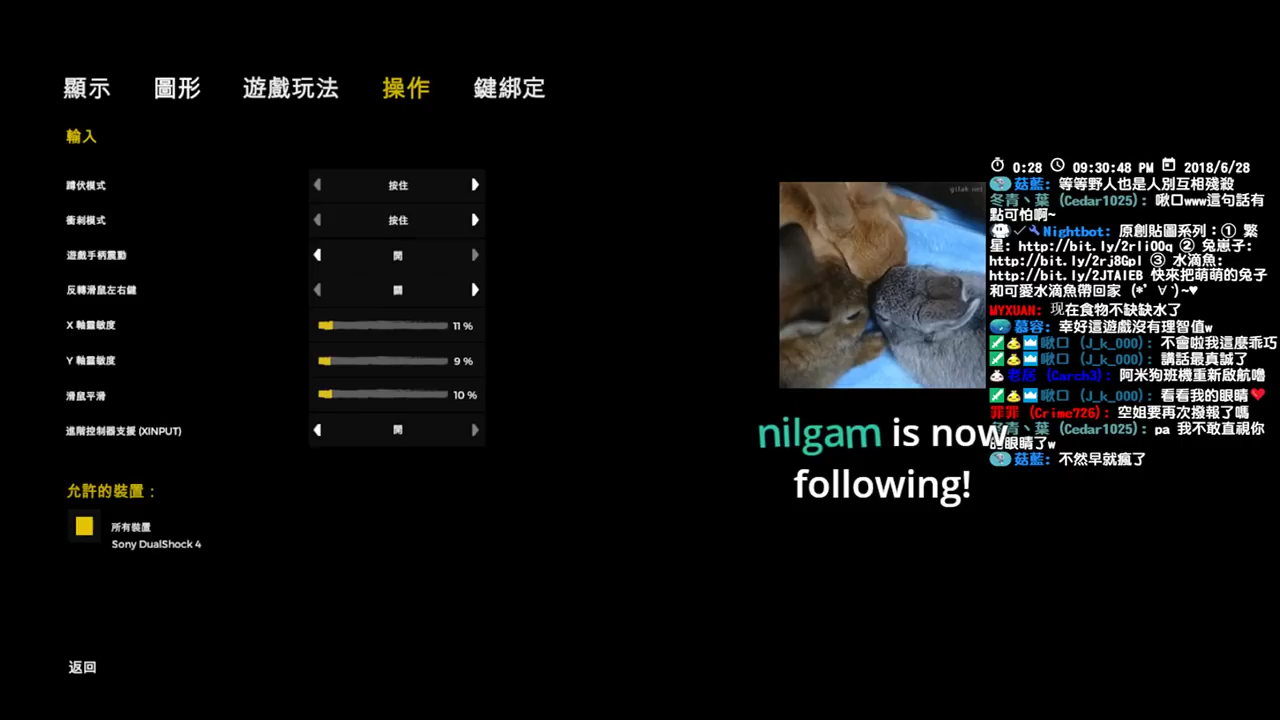 顯示 圖形 遊戲玩法 操作 鍵綁定
輸入
蹲伏模式 按住
衝刺模式 按住
遊戲手柄震動 開
反轉滑鼠左右鍵 關
X 軸靈敏度 11 %
Y 軸靈敏度 9 %
滑鼠平滑 10 %
進階控制器支援 (XINPUT) 開
允許的裝置：
所有裝置
Sony DualShock 4
返回
gifak.net
nilgam is now
following!
0:28 09:30:48 PM 2018/6/28
菇藍: 等等野人也是人別互相殘殺
冬青丶葉 (Cedar1025): 啾口www這句話有
點可怕啊~
Nightbot: 原創貼圖系列：① 繁
星: http://bit.ly/2rli00q ② 兔崽子:
http://bit.ly/2rj8Gpl ③ 水滴魚:
http://bit.ly/2JTAIEB 快來把萌萌的兔子
和可愛水滴魚帶回家 (*ﾟ∀ﾟ)~♥
MYXUAN: 现在食物不缺缺水了
慕容: 幸好這遊戲沒有理智值w
啾口 (J_k_000): 不會啦我這麼乖巧
啾口 (J_k_000): 講話最真誠了
老居 (Carch3): 阿米狗班機重新啟航嚕
啾口 (J_k_000): 看看我的眼睛❤
霏霏 (Crime726): 空姐要再次撥報了嗎
冬青丶葉 (Cedar1025): pa 我不敢直視你
的眼睛了w
菇藍: 不然早就瘋了